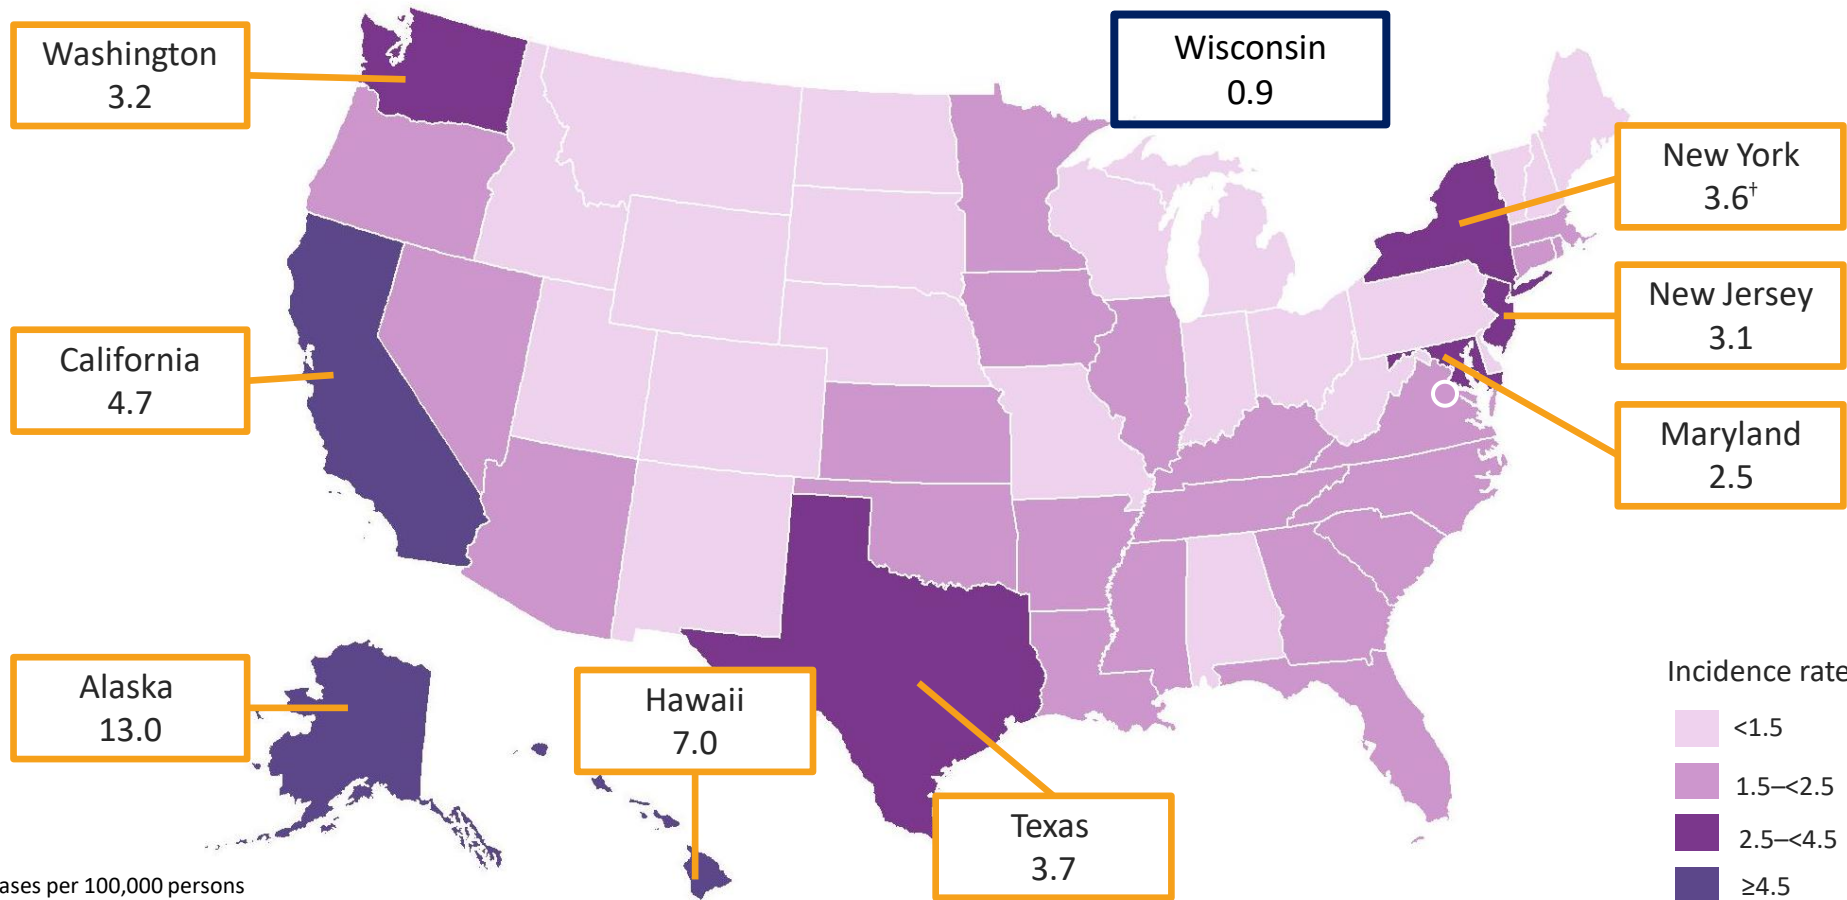 Washington
3.2
Wisconsin
0.9
New York
3.6†
New Jersey
3.1
California
4.7
Maryland
2.5
Alaska
13.0
Hawaii
7.0
Texas
3.7
Incidence rate
<1.5
1.5–<2.5
2.5–<4.5
≥4.5
ases per 100,000 persons